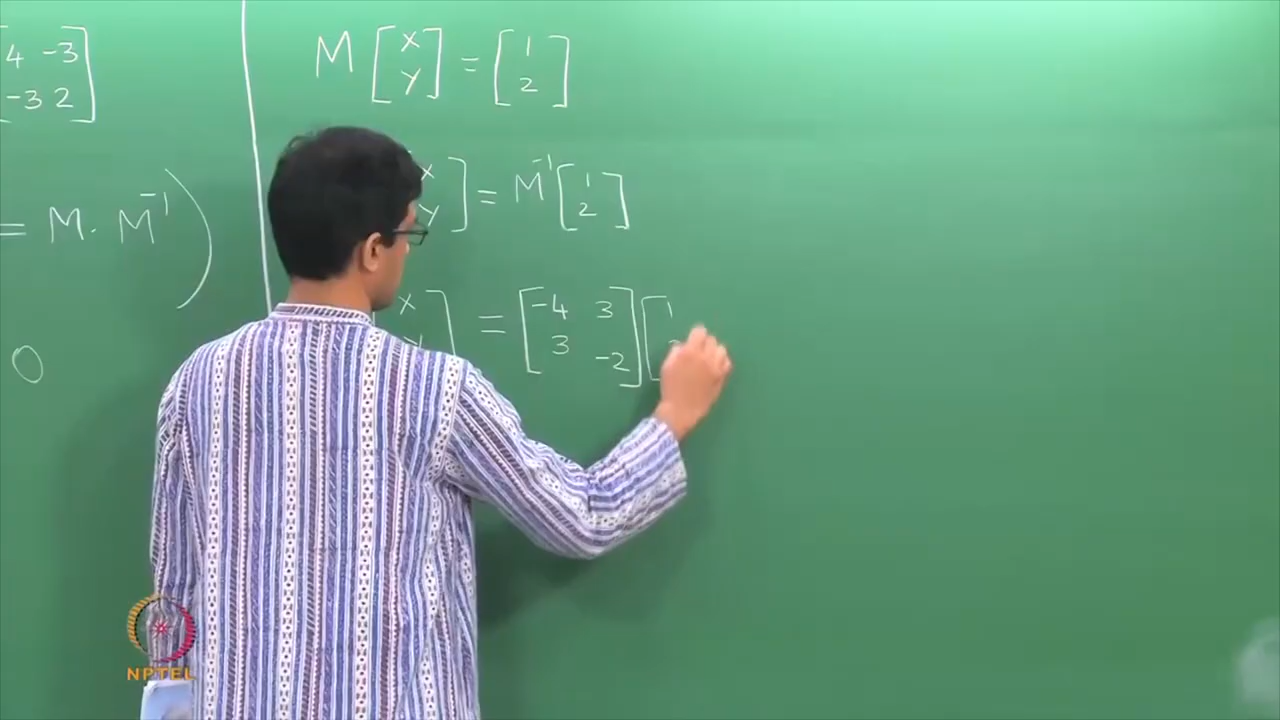 4 -3
-3 2
= M. M⁻¹ )
0
M [x y] = [1 2]
x y ] = M⁻¹ [1 2]
x ] = [-4 3 3 -2] [1
NPTEL